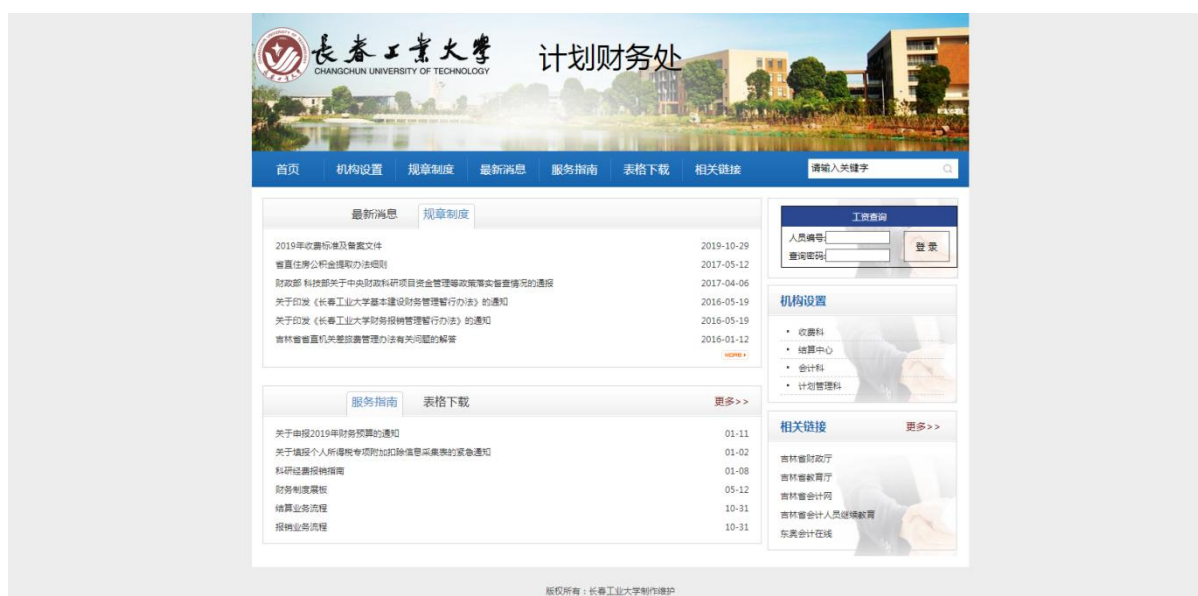 长春工业大学
CHANGCHUN UNIVERSITY OF TECHNOLOGY
计划财务处
首页 机构设置 规章制度 最新消息 服务指南 表格下载 相关链接 请输入关键字
最新消息 规章制度
2019年收费标准及备案文件 2019-10-29
省直住房公积金提取办法细则 2017-05-12
财政部 科技部关于中央财政科研项目资金管理等政策落实督查情况的通报 2017-04-06
关于印发《长春工业大学基本建设财务管理暂行办法》的通知 2016-05-19
关于印发《长春工业大学财务报销管理暂行办法》的通知 2016-05-19
吉林省省直机关差旅费管理办法有关问题的解答 2016-01-12
MORE
服务指南 表格下载 更多>>
关于申报2019年财务预算的通知 01-11
关于填报个人所得税专项附加扣除信息采集表的紧急通知 01-02
科研经费报销指南 01-08
财务制度展板 05-12
结算业务流程 10-31
报销业务流程 10-31
工资查询
人员编号:
查询密码:
登录
机构设置
· 收费科
· 结算中心
· 会计科
· 计划管理科
相关链接 更多>>
吉林省财政厅
吉林省教育厅
吉林省会计网
吉林省会计人员继续教育
东奥会计在线
版权所有：长春工业大学制作维护